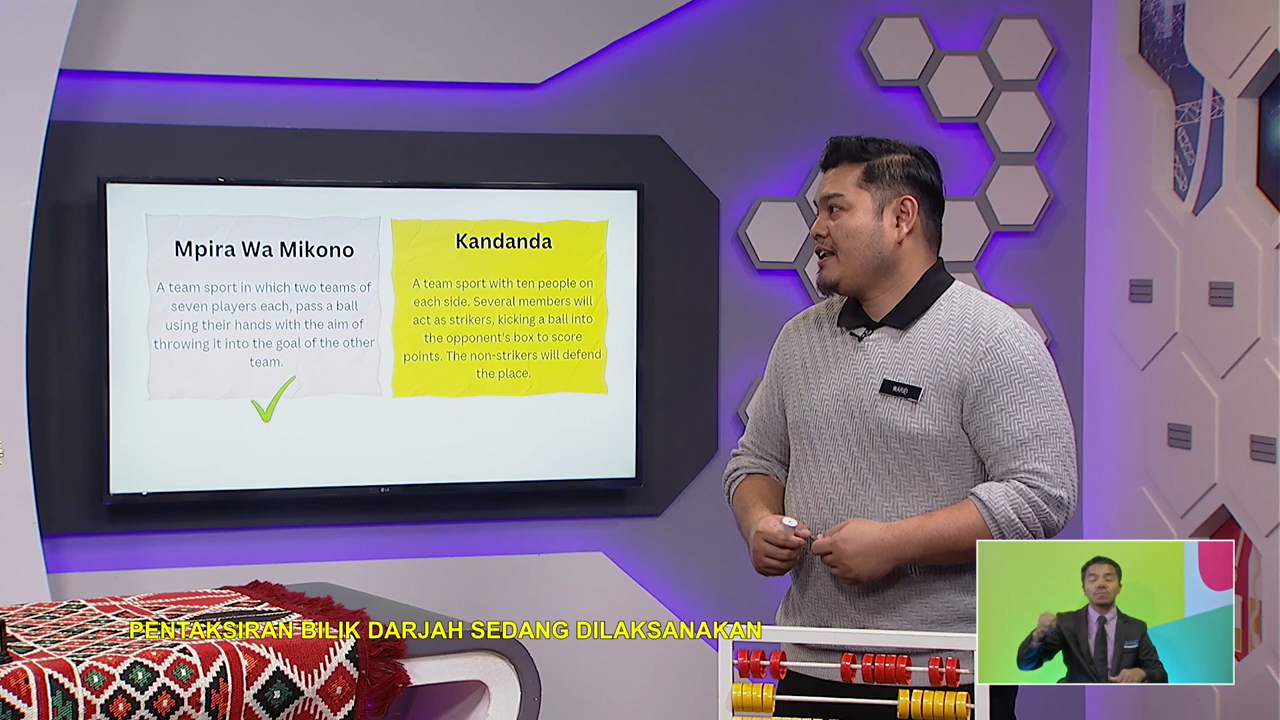 Mpira Wa Mikono
A team sport in which two teams of
seven players each, pass a ball
using their hands with the aim of
throwing it into the goal of the other
team.
Kandanda
A team sport with ten people on
each side. Several members will
act as strikers, kicking a ball into
the opponent's box to score
points. The non-strikers will defend
the place.
PENTAKSIRAN BILIK DARJAH SEDANG DILAKSANAKAN